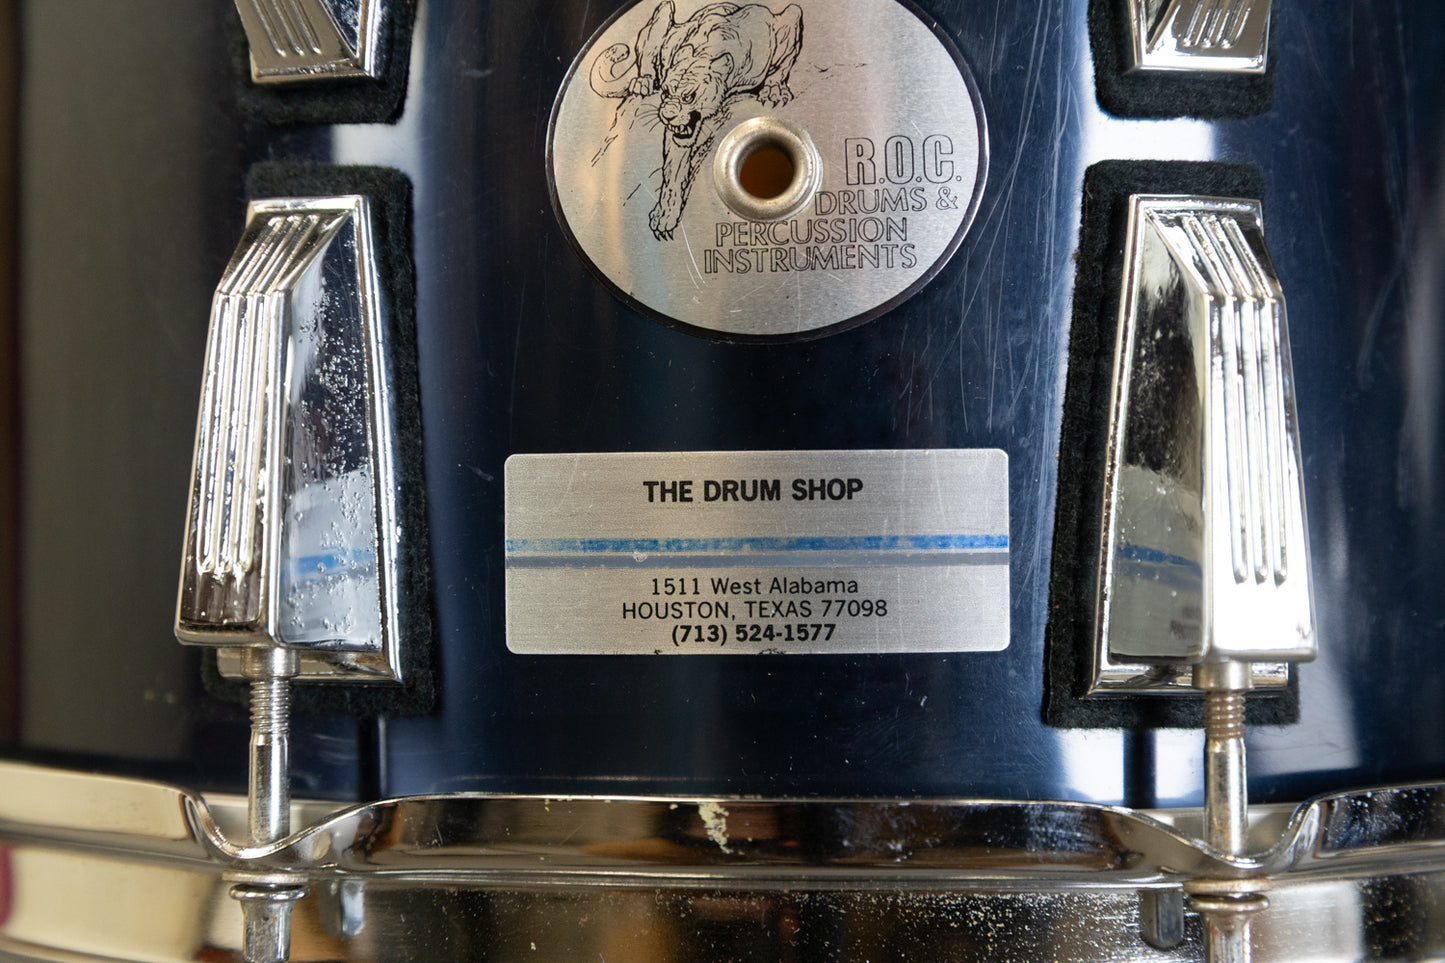 R.O.C.
DRUMS &
PERCUSSION
INSTRUMENTS
THE DRUM SHOP
1511 West Alabama
HOUSTON, TEXAS 77098
(713) 524-1577